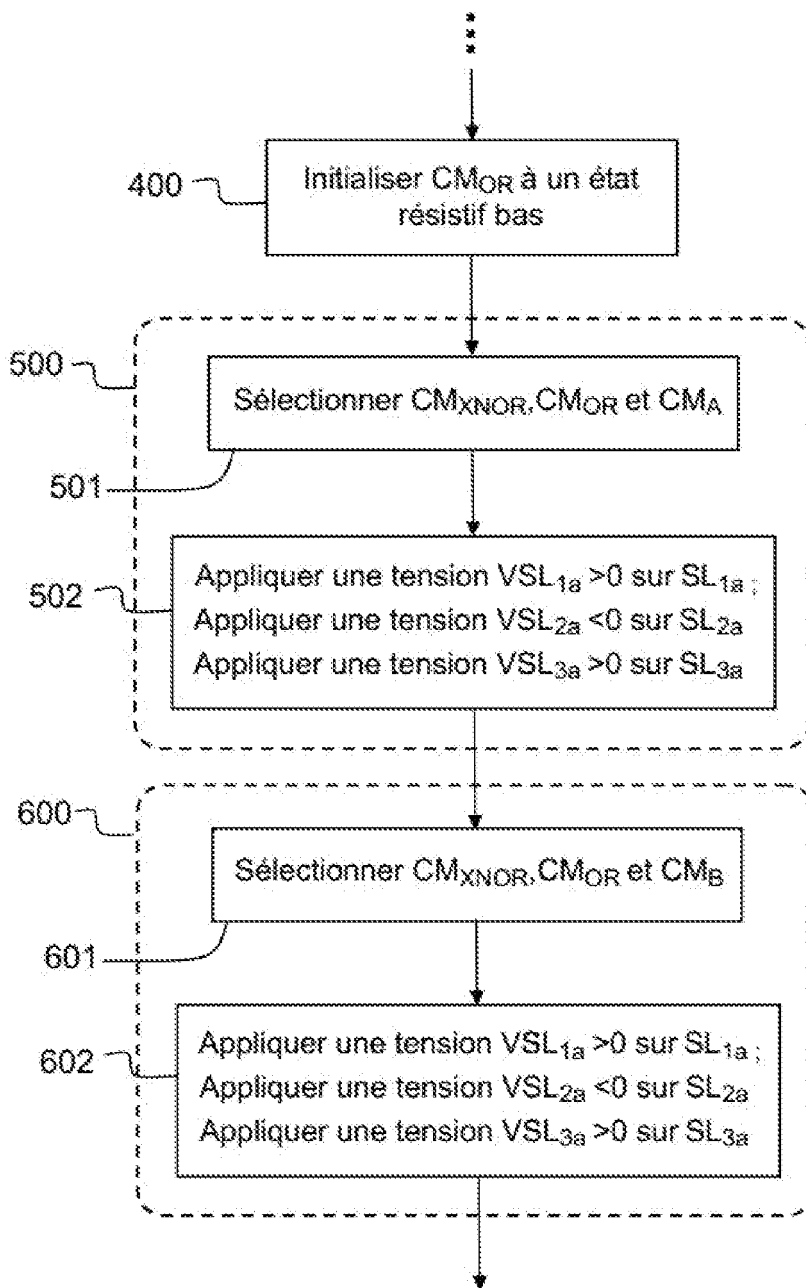 400
Initialiser CM_OR à un état
résistif bas
500
Sélectionner CM_XNOR, CM_OR et CM_A
501
502
Appliquer une tension VSL_1a >0 sur SL_1a ;
Appliquer une tension VSL_2a <0 sur SL_2a
Appliquer une tension VSL_3a >0 sur SL_3a
600
Sélectionner CM_XNOR, CM_OR et CM_B
601
602
Appliquer une tension VSL_1a >0 sur SL_1a ;
Appliquer une tension VSL_2a <0 sur SL_2a
Appliquer une tension VSL_3a >0 sur SL_3a